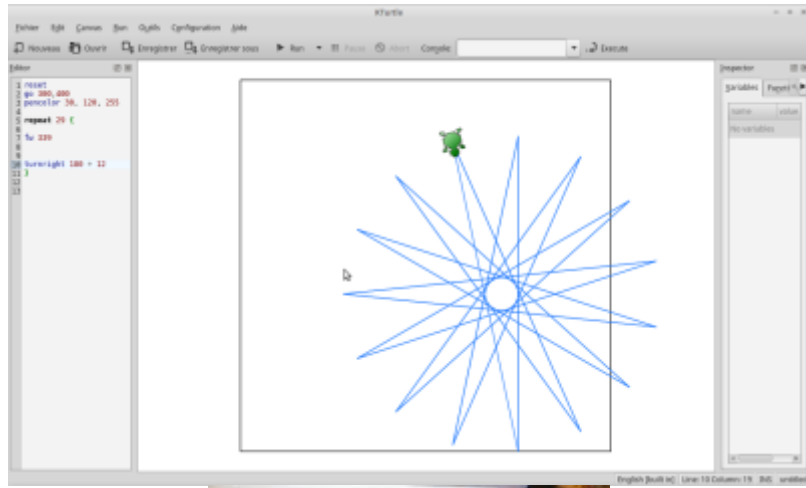 KTurtle
Fichier Edit Canvas Run Outils Configuration Aide
Nouveau Ouvrir Enregistrer Enregistrer sous Run Pause Abort Console: Execute
Editor
Inspector
Variables
name value
No variables
1 reset
2 go 300,400
3 pencolor 30, 120, 255
4
5 repeat 29 {
6
7 fw 339
8
9
10 turnright 180 + 12
11 }
12
13
English [built in] Line: 10 Column: 19 INS